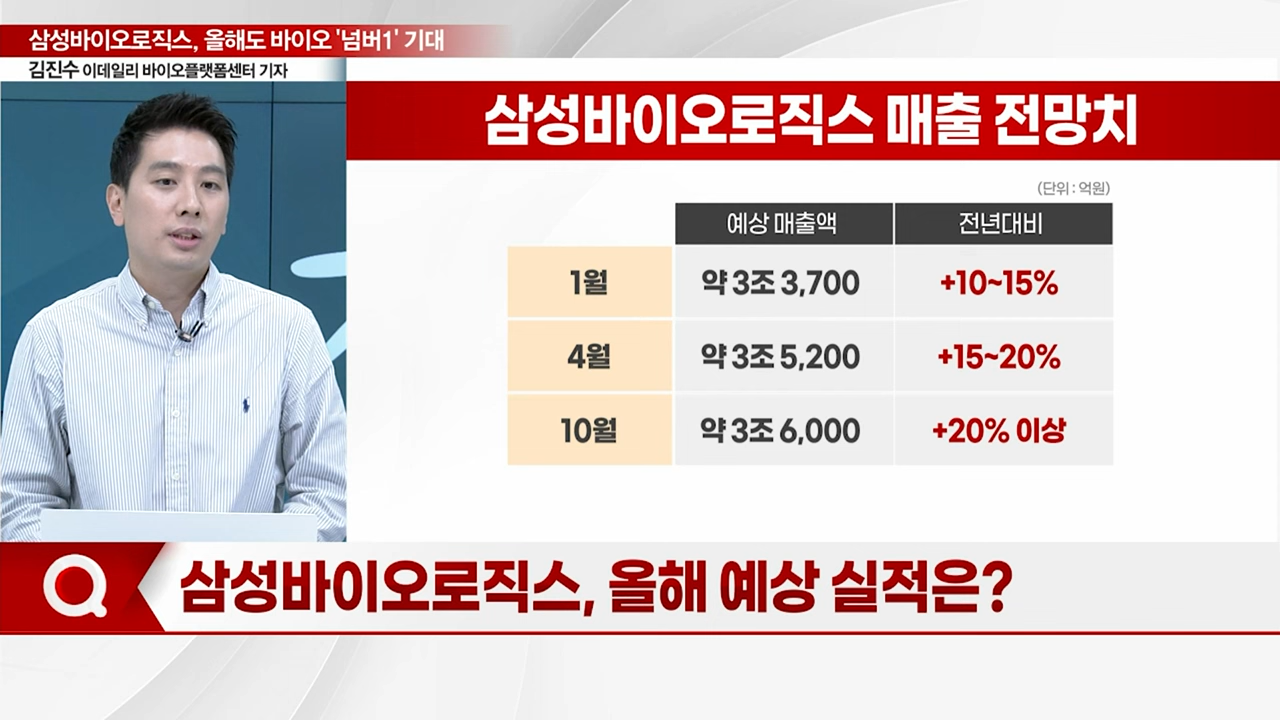 삼성바이오로직스, 올해도 바이오 '넘버1' 기대
김진수 이데일리 바이오플랫폼센터 기자
삼성바이오로직스 매출 전망치
(단위 : 억원)
예상 매출액 전년대비
1월 약 3조 3,700 +10~15%
4월 약 3조 5,200 +15~20%
10월 약 3조 6,000 +20% 이상
삼성바이오로직스, 올해 예상 실적은?